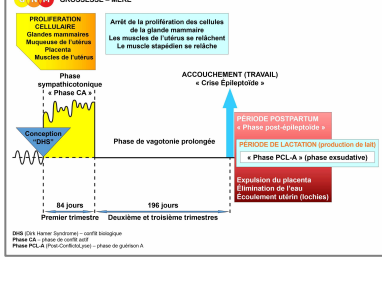 GROSSESSE – MÈRE
PROLIFERATION
CELLULAIRE
Glandes mammaires
Muqueuse de l'utérus
Placenta
Muscles de l'utérus
Arrêt de la prolifération des cellules
de la glande mammaire
Les muscles de l'utérus se relâchent
Le muscle stapédien se relâche
Phase
sympathicotonique
« Phase CA »
ACCOUCHEMENT (TRAVAIL)
« Crise Épileptoïde »
Conception
"DHS"
Phase de vagotonie prolongée
PÉRIODE POSTPARTUM
« Phase post-épileptoïde »
PÉRIODE DE LACTATION (production de lait)
« Phase PCL-A » (phase exsudative)
Expulsion du placenta
Élimination de l'eau
Écoulement utérin (lochies)
84 jours
196 jours
Premier trimestre
Deuxième et troisième trimestres
DHS (Dirk Hamer Syndrome) – conflit biologique
Phase CA – phase de conflit actif
Phase PCL-A (Post-ConflictoLyse) – phase de guérison A